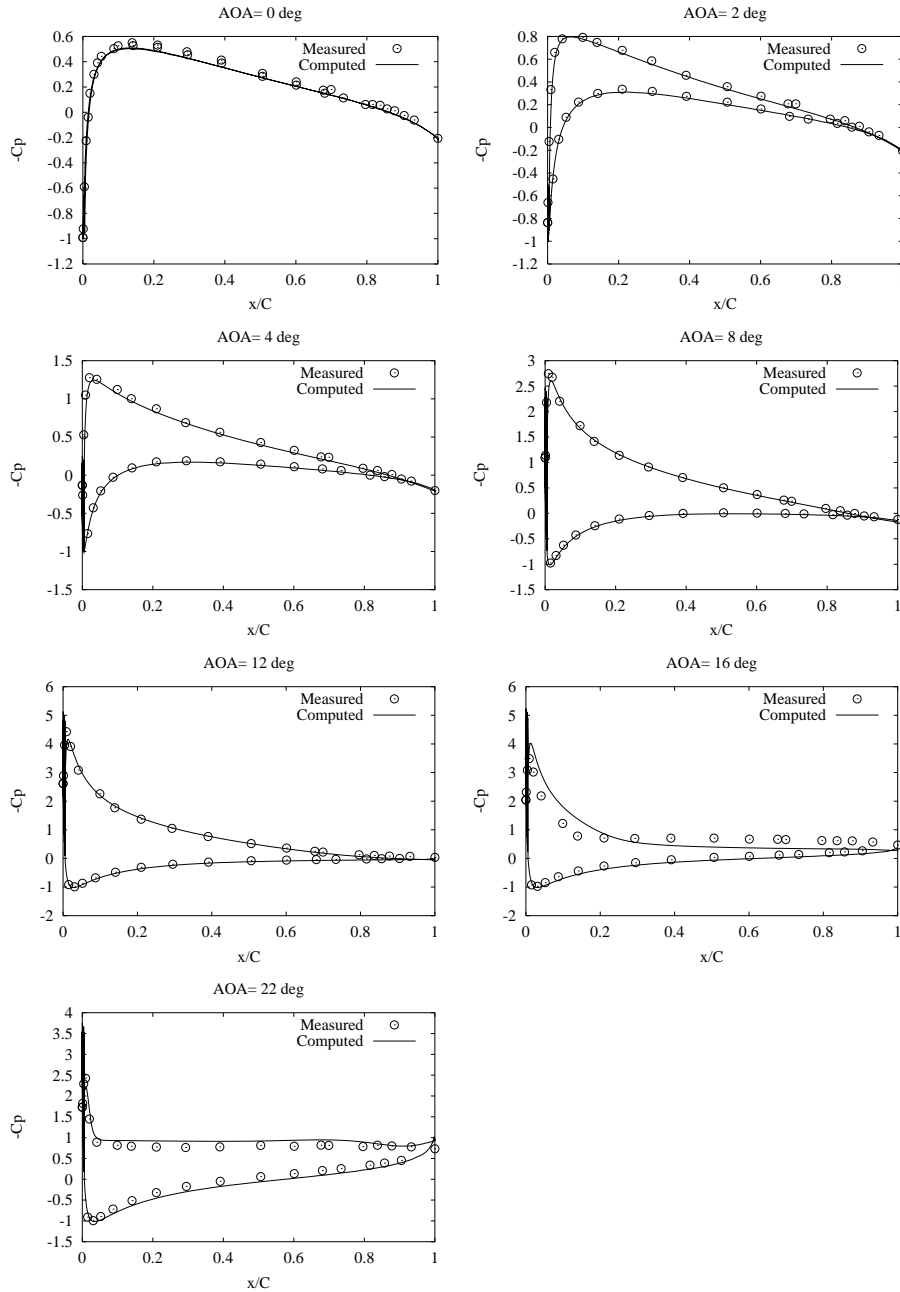 AOA= 0 deg
AOA= 2 deg
Measured
Computed
0.6
0.4
0.2
0
-0.2
-0.4
-0.6
-0.8
-1
-1.2
-Cp
0 0.2 0.4 0.6 0.8 1
x/C
Measured
Computed
0.8
0.6
0.4
0.2
0
-0.2
-0.4
-0.6
-0.8
-1
-1.2
-Cp
0 0.2 0.4 0.6 0.8 1
x/C
AOA= 4 deg
AOA= 8 deg
Measured
Computed
1.5
1
0.5
0
-0.5
-1
-1.5
-Cp
0 0.2 0.4 0.6 0.8 1
x/C
Measured
Computed
3
2.5
2
1.5
1
0.5
0
-0.5
-1
-1.5
-Cp
0 0.2 0.4 0.6 0.8 1
x/C
AOA= 12 deg
AOA= 16 deg
Measured
Computed
6
5
4
3
2
1
0
-1
-2
-Cp
0 0.2 0.4 0.6 0.8 1
x/C
Measured
Computed
6
5
4
3
2
1
0
-1
-2
-Cp
0 0.2 0.4 0.6 0.8 1
x/C
AOA= 22 deg
Measured
Computed
4
3.5
3
2.5
2
1.5
1
0.5
0
-0.5
-1
-1.5
-Cp
0 0.2 0.4 0.6 0.8 1
x/C